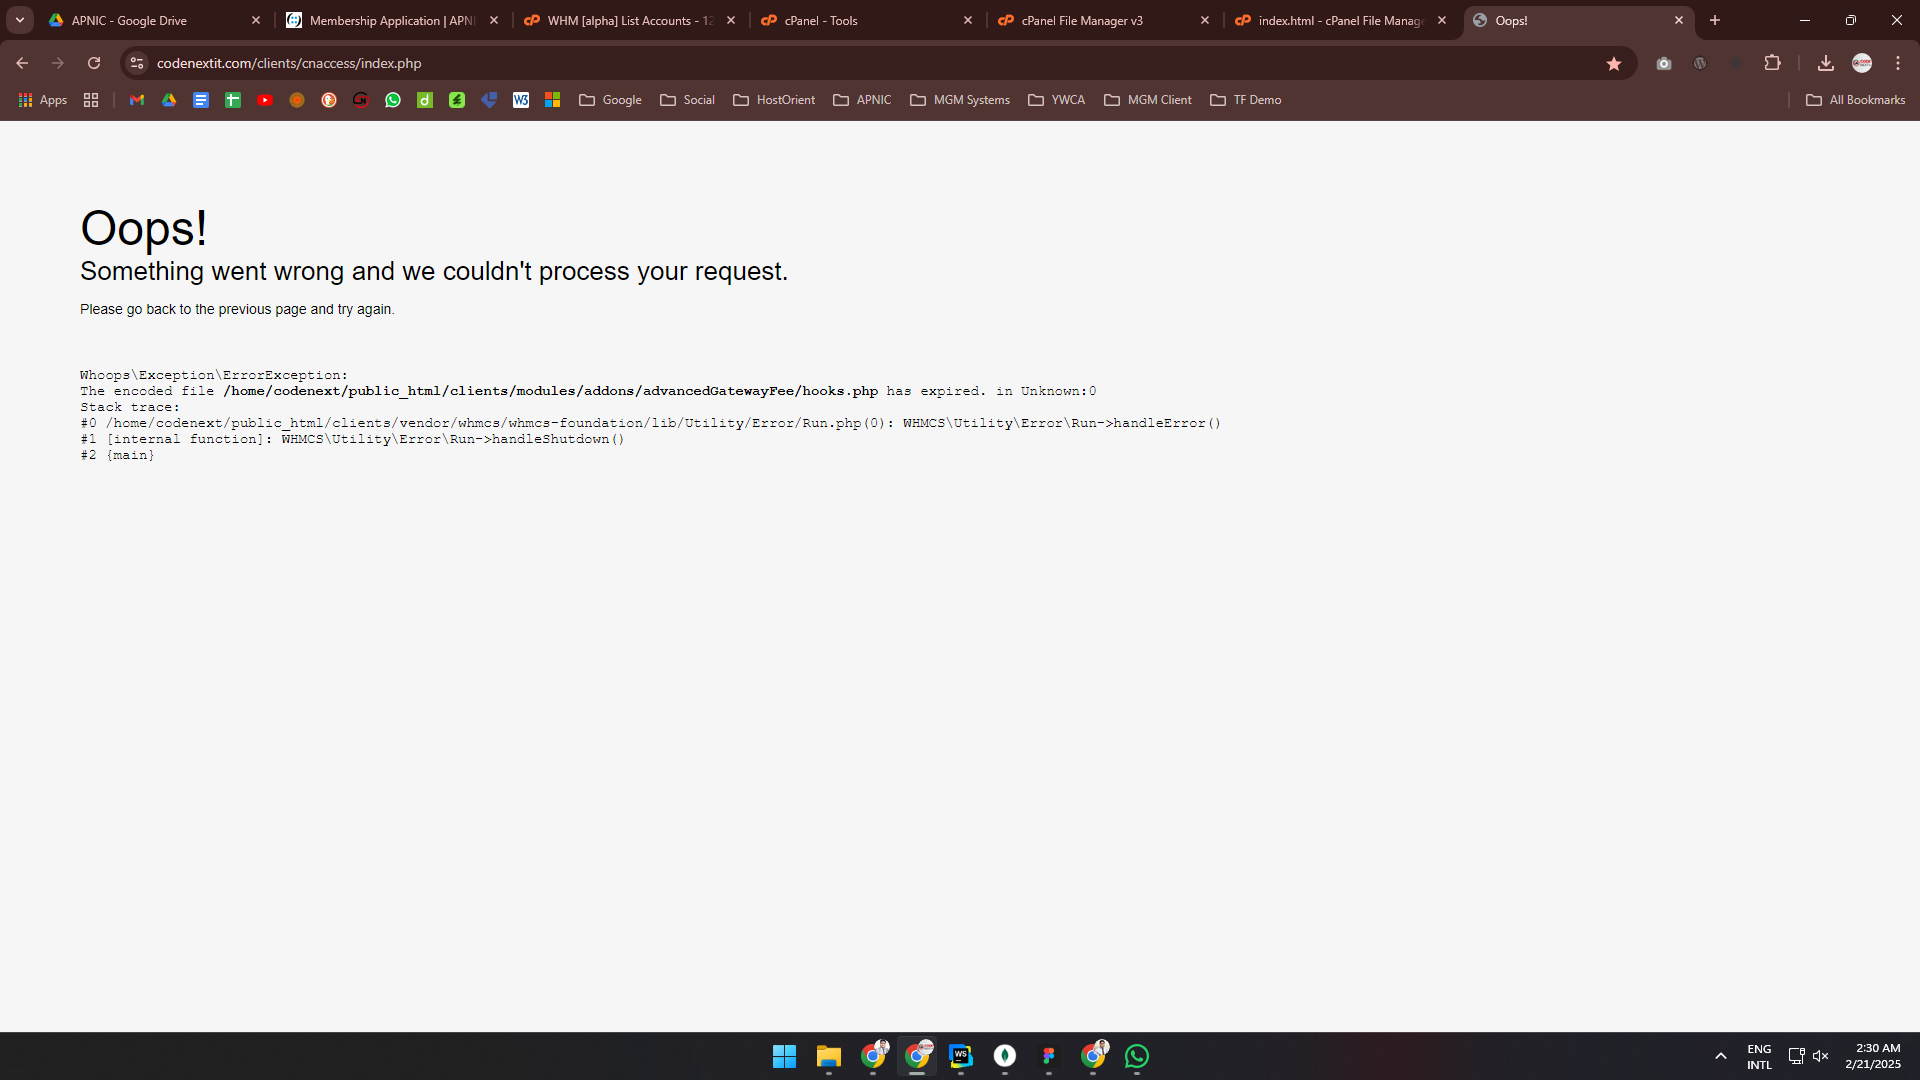 APNIC - Google Drive
Membership Application | APNI
WHM [alpha] List Accounts - 12
cPanel - Tools
cPanel File Manager v3
index.html - cPanel File Manage
Oops!
codenextit.com/clients/cnaccess/index.php
Apps
Google
Social
HostOrient
APNIC
MGM Systems
YWCA
MGM Client
TF Demo
All Bookmarks
Oops!
Something went wrong and we couldn't process your request.
Please go back to the previous page and try again.
Whoops\Exception\ErrorException:
The encoded file /home/codenext/public_html/clients/modules/addons/advancedGatewayFee/hooks.php has expired. in Unknown:0
Stack trace:
#0 /home/codenext/public_html/clients/vendor/whmcs/whmcs-foundation/lib/Utility/Error/Run.php(0): WHMCS\Utility\Error\Run->handleError()
#1 [internal function]: WHMCS\Utility\Error\Run->handleShutdown()
#2 {main}
ENG
INTL
2:30 AM
2/21/2025